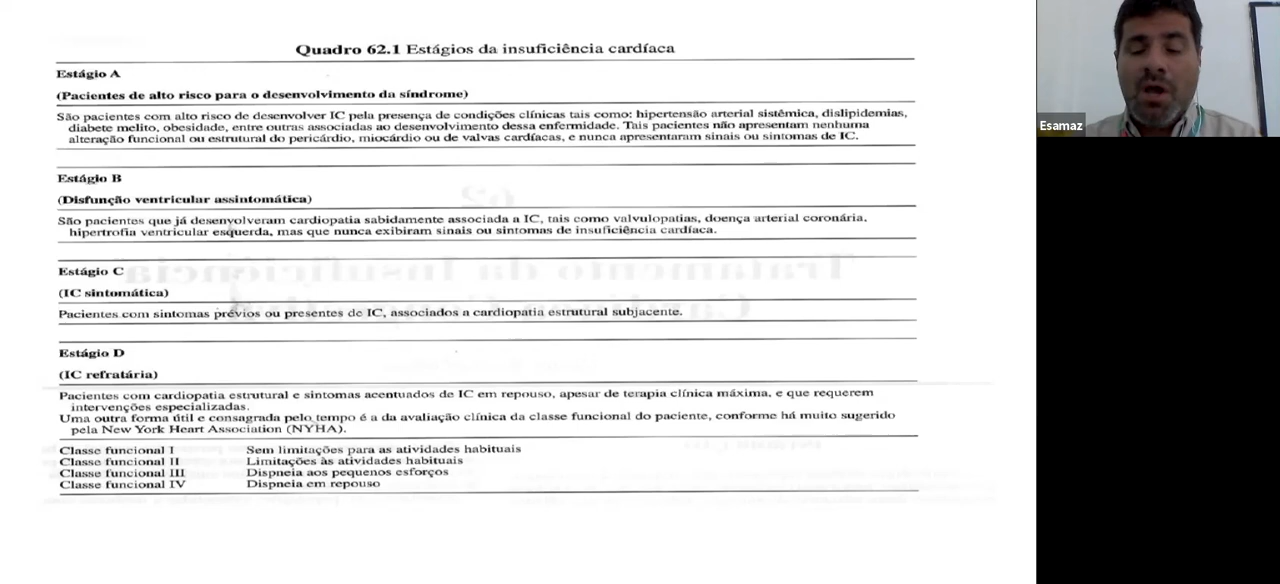 Quadro 62.1 Estágios da insuficiência cardíaca
Estágio A
(Pacientes de alto risco para o desenvolvimento da síndrome)
São pacientes com alto risco de desenvolver IC pela presença de condições clínicas tais como: hipertensão arterial sistêmica, dislipidemias,
diabete melito, obesidade, entre outras associadas ao desenvolvimento dessa enfermidade. Tais pacientes não apresentam nenhuma
alteração funcional ou estrutural do pericárdio, miocárdio ou de valvas cardíacas, e nunca apresentaram sinais ou sintomas de IC.
Estágio B
(Disfunção ventricular assintomática)
São pacientes que já desenvolveram cardiopatia sabidamente associada a IC, tais como valvulopatias, doença arterial coronária,
hipertrofia ventricular esquerda, mas que nunca exibiram sinais ou sintomas de insuficiência cardíaca.
Estágio C
(IC sintomática)
Pacientes com sintomas prévios ou presentes de IC, associados a cardiopatia estrutural subjacente.
Estágio D
(IC refratária)
Pacientes com cardiopatia estrutural e sintomas acentuados de IC em repouso, apesar de terapia clínica máxima, e que requerem
intervenções especializadas.
Uma outra forma útil e consagrada pelo tempo é a da avaliação clínica da classe funcional do paciente, conforme há muito sugerido
pela New York Heart Association (NYHA).
Classe funcional I Sem limitações para as atividades habituais
Classe funcional II Limitações às atividades habituais
Classe funcional III Dispneia aos pequenos esforços
Classe funcional IV Dispneia em repouso
Esamaz